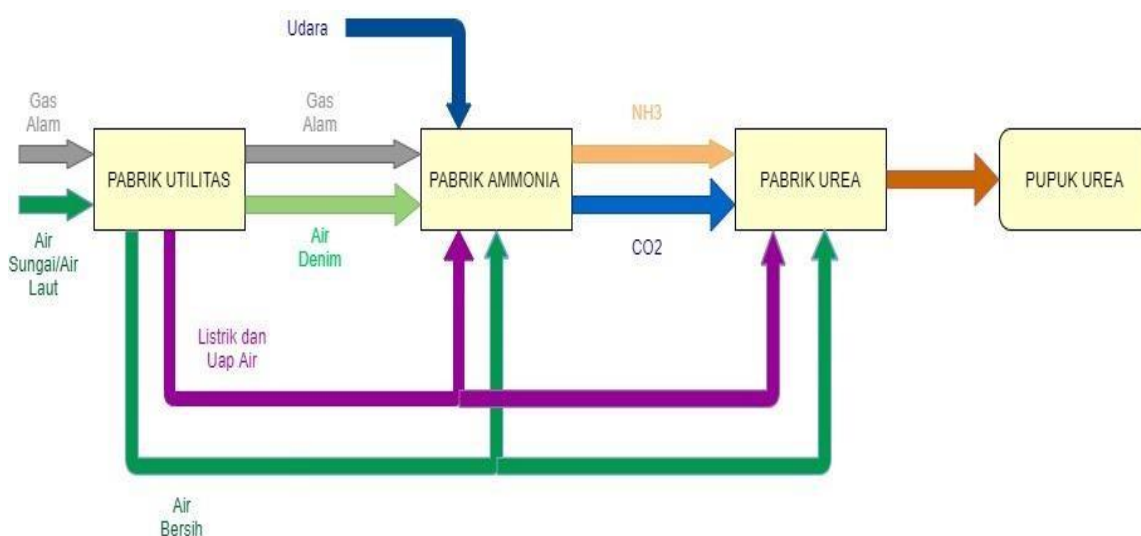 Udara
Gas
Alam
Gas
Alam
NH3
PABRIK UTILITAS
PABRIK AMMONIA
PABRIK UREA
PUPUK UREA
Air
Sungai/Air
Laut
Air
Denim
CO2
Listrik dan
Uap Air
Air
Bersih